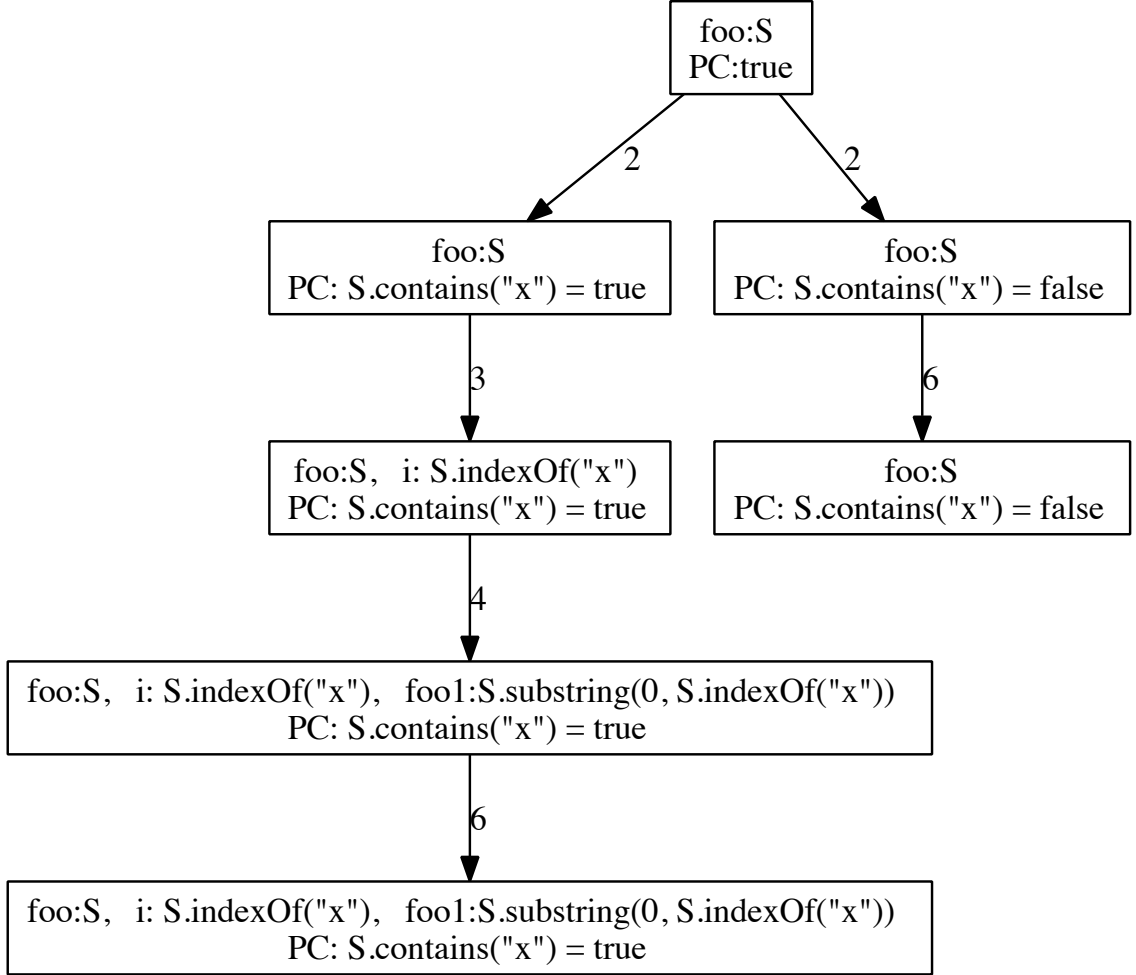 foo:S
PC:true
2
2
foo:S
PC: S.contains("x") = true
foo:S
PC: S.contains("x") = false
3
6
foo:S,   i: S.indexOf("x")
PC: S.contains("x") = true
foo:S
PC: S.contains("x") = false
4
foo:S,   i: S.indexOf("x"),   foo1:S.substring(0, S.indexOf("x"))
PC: S.contains("x") = true
6
foo:S,   i: S.indexOf("x"),   foo1:S.substring(0, S.indexOf("x"))
PC: S.contains("x") = true